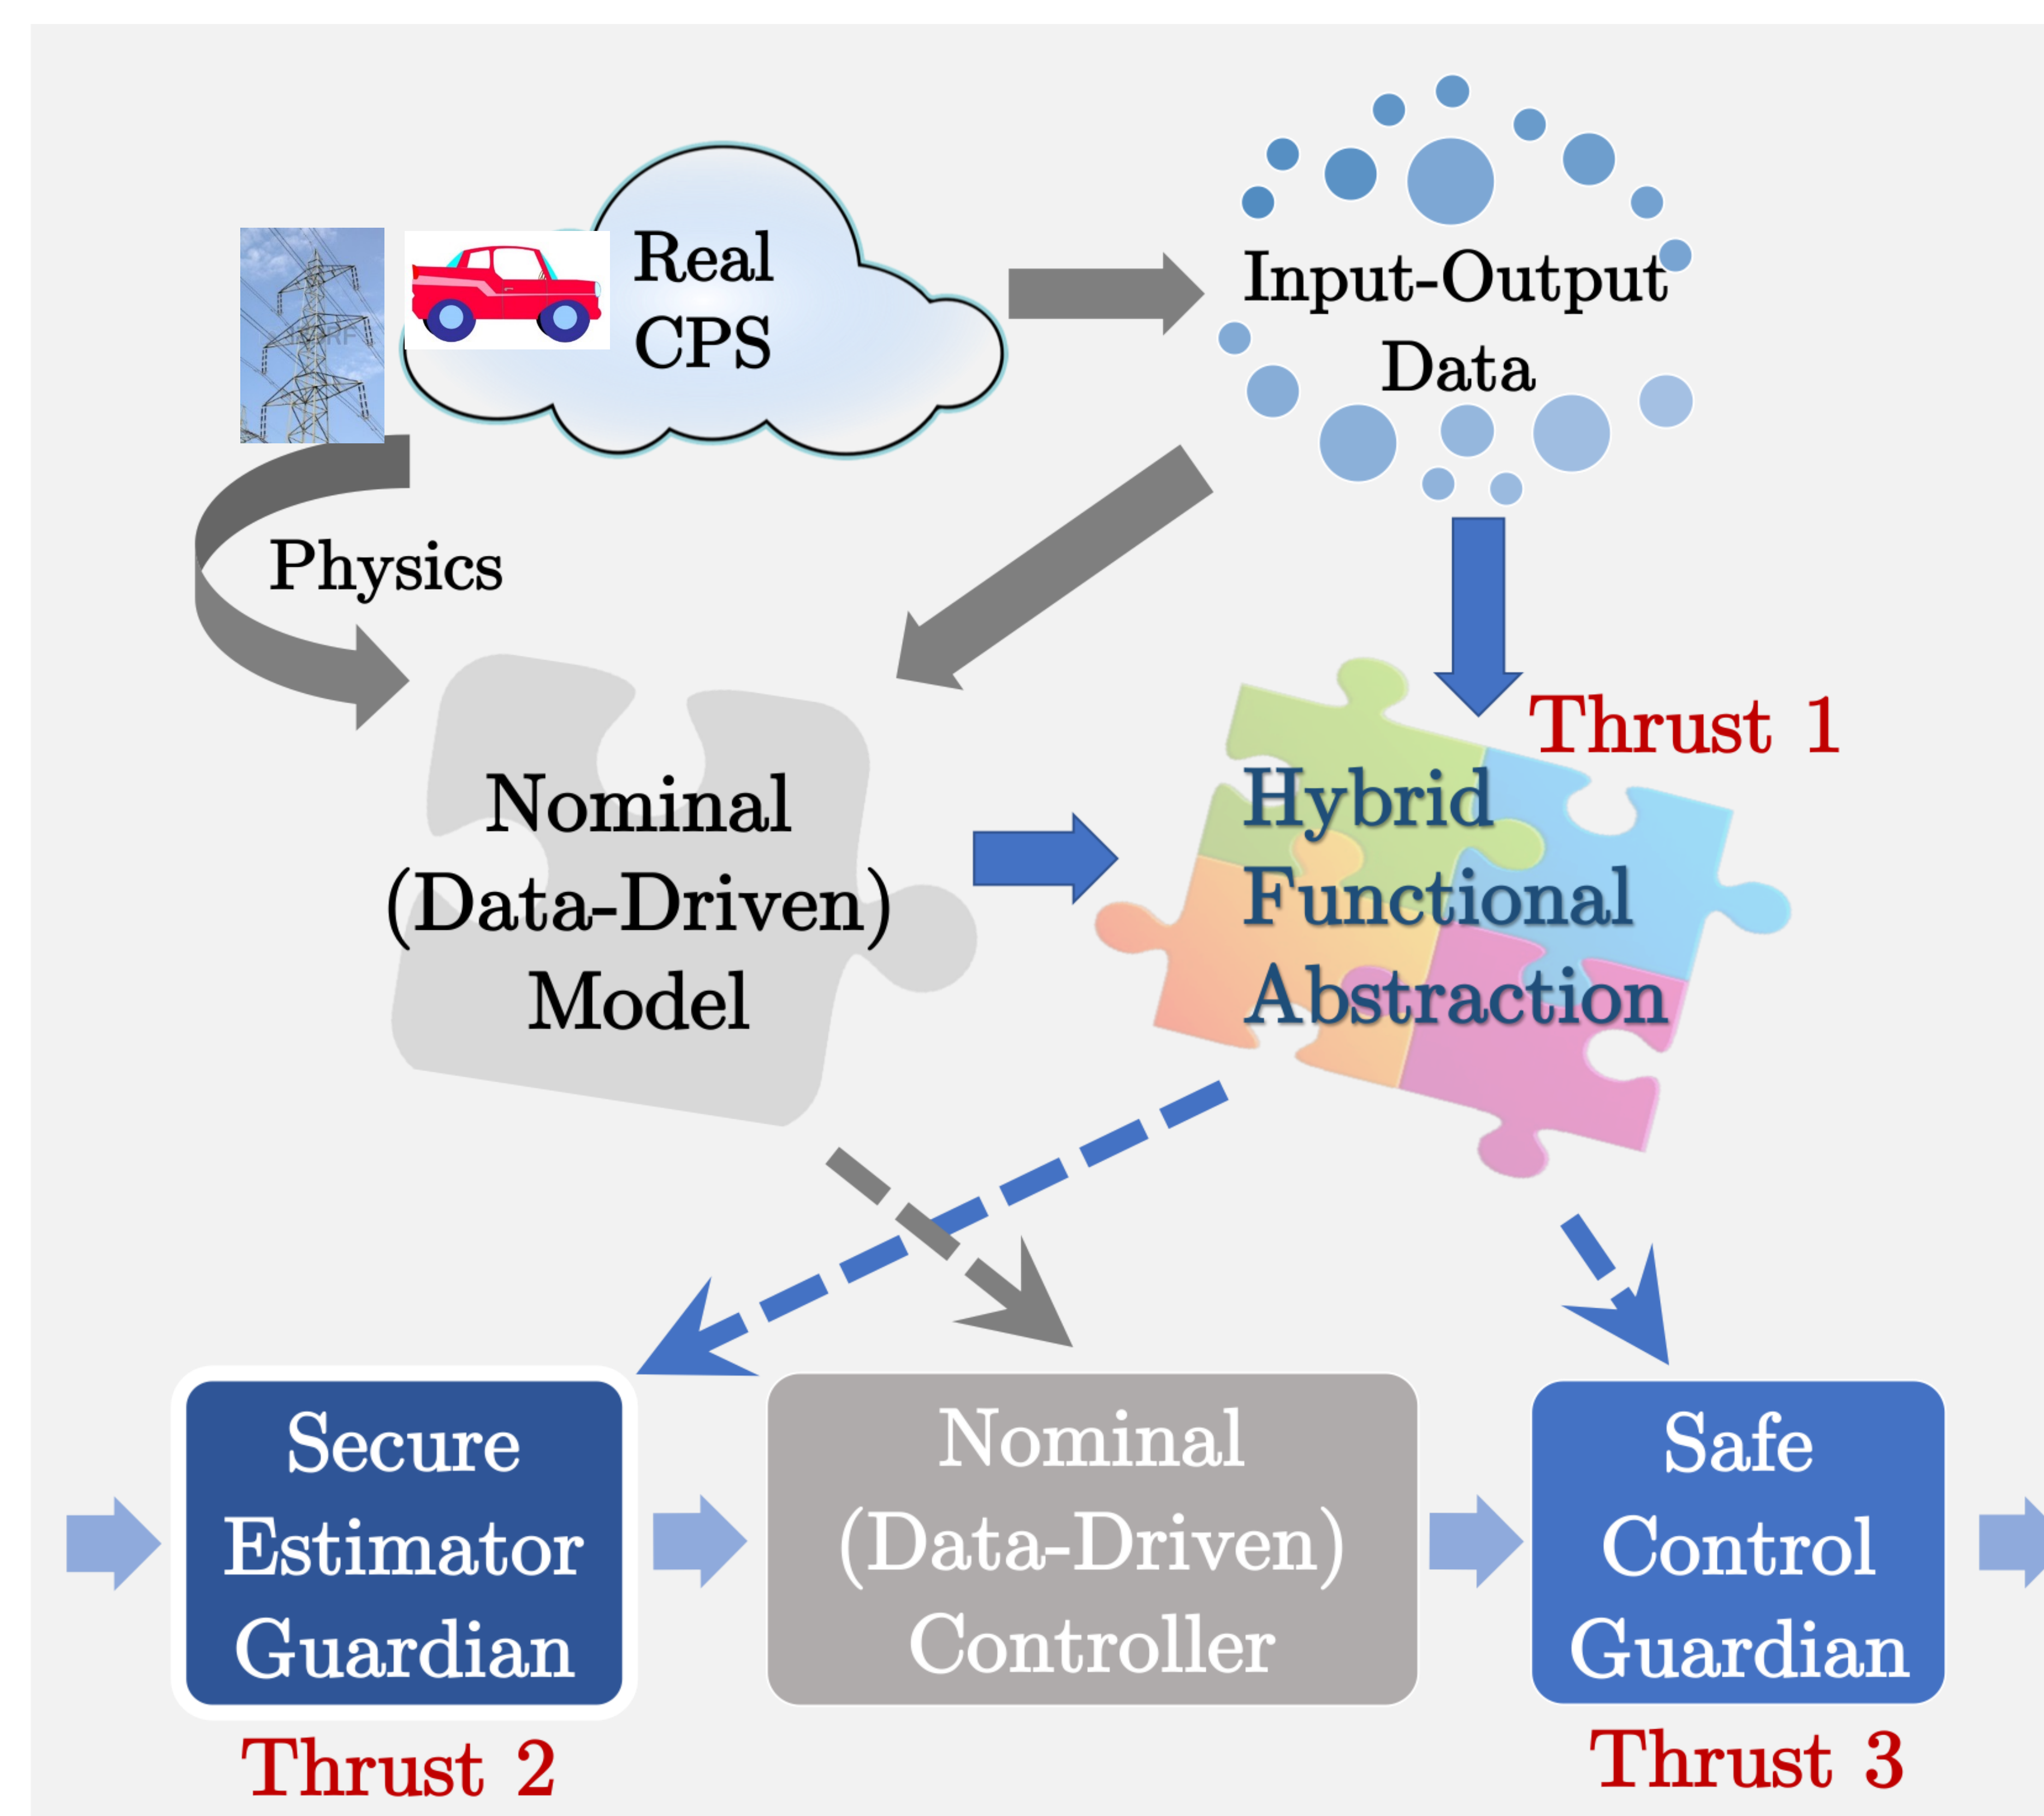 Real
CPS
Input-Output
Data
Physics
Thrust 1
Nominal
(Data-Driven)
Model
Hybrid
Functional
Abstraction
Secure
Estimator
Guardian
Nominal
(Data-Driven)
Controller
Safe
Control
Guardian
Thrust 2
Thrust 3